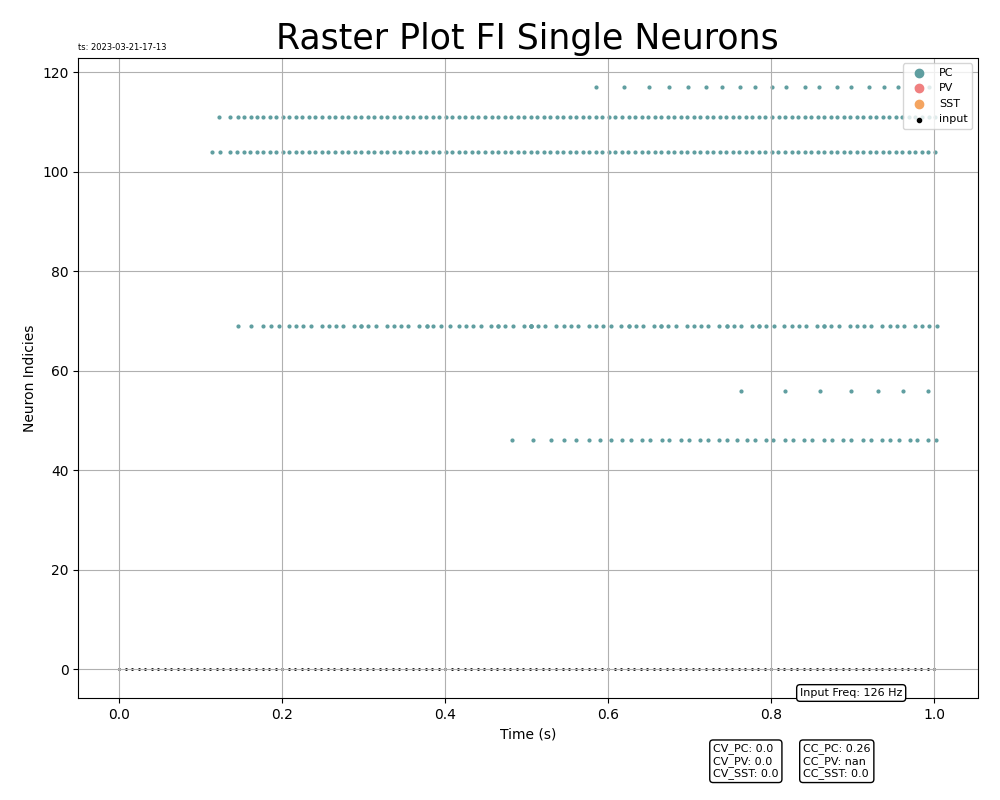 Raster Plot FI Single Neurons
ts: 2023-03-21-17-13
120
100
80
60
40
20
0
Neuron Indicies
PC
PV
SST
input
Input Freq: 126 Hz
0.0 0.2 0.4 0.6 0.8 1.0
Time (s)
CV_PC: 0.0
CV_PV: 0.0
CV_SST: 0.0
CC_PC: 0.26
CC_PV: nan
CC_SST: 0.0